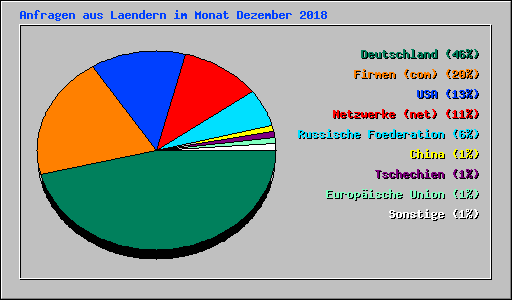 Anfragen aus Laendern im Monat Dezember 2018
Deutschland (46%)
Firmen (com) (20%)
USA (13%)
Netzwerke (net) (11%)
Russische Foederation (6%)
China (1%)
Tschechien (1%)
Europäische Union (1%)
Sonstige (1%)